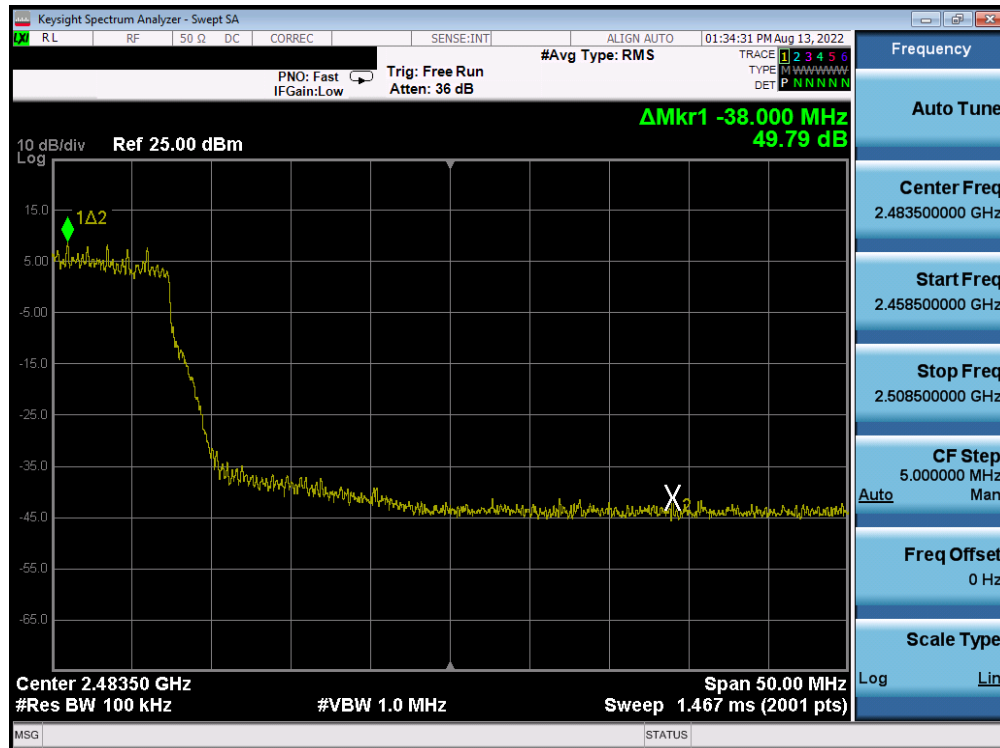 Keysight Spectrum Analyzer - Swept SA
LXI RL RF 50 Ω DC CORREC SENSE:INT ALIGN AUTO 01:34:31 PM Aug 13, 2022
PNO: Fast
IFGain:Low
Trig: Free Run
Atten: 36 dB
#Avg Type: RMS
TRACE 1 2 3 4 5 6
TYPE M W W W W W
DET P N N N N N
ΔMkr1 -38.000 MHz
49.79 dB
10 dB/div
Log
Ref 25.00 dBm
15.0
5.00
-5.00
-15.0
-25.0
-35.0
-45.0
-55.0
-65.0
1Δ2
2
Center 2.48350 GHz
Span 50.00 MHz
#Res BW 100 kHz
#VBW 1.0 MHz
Sweep 1.467 ms (2001 pts)
MSG
STATUS
Frequency
Auto Tune
Center Freq
2.483500000 GHz
Start Freq
2.458500000 GHz
Stop Freq
2.508500000 GHz
CF Step
5.000000 MHz
Auto Man
Freq Offset
0 Hz
Scale Type
Log Lin